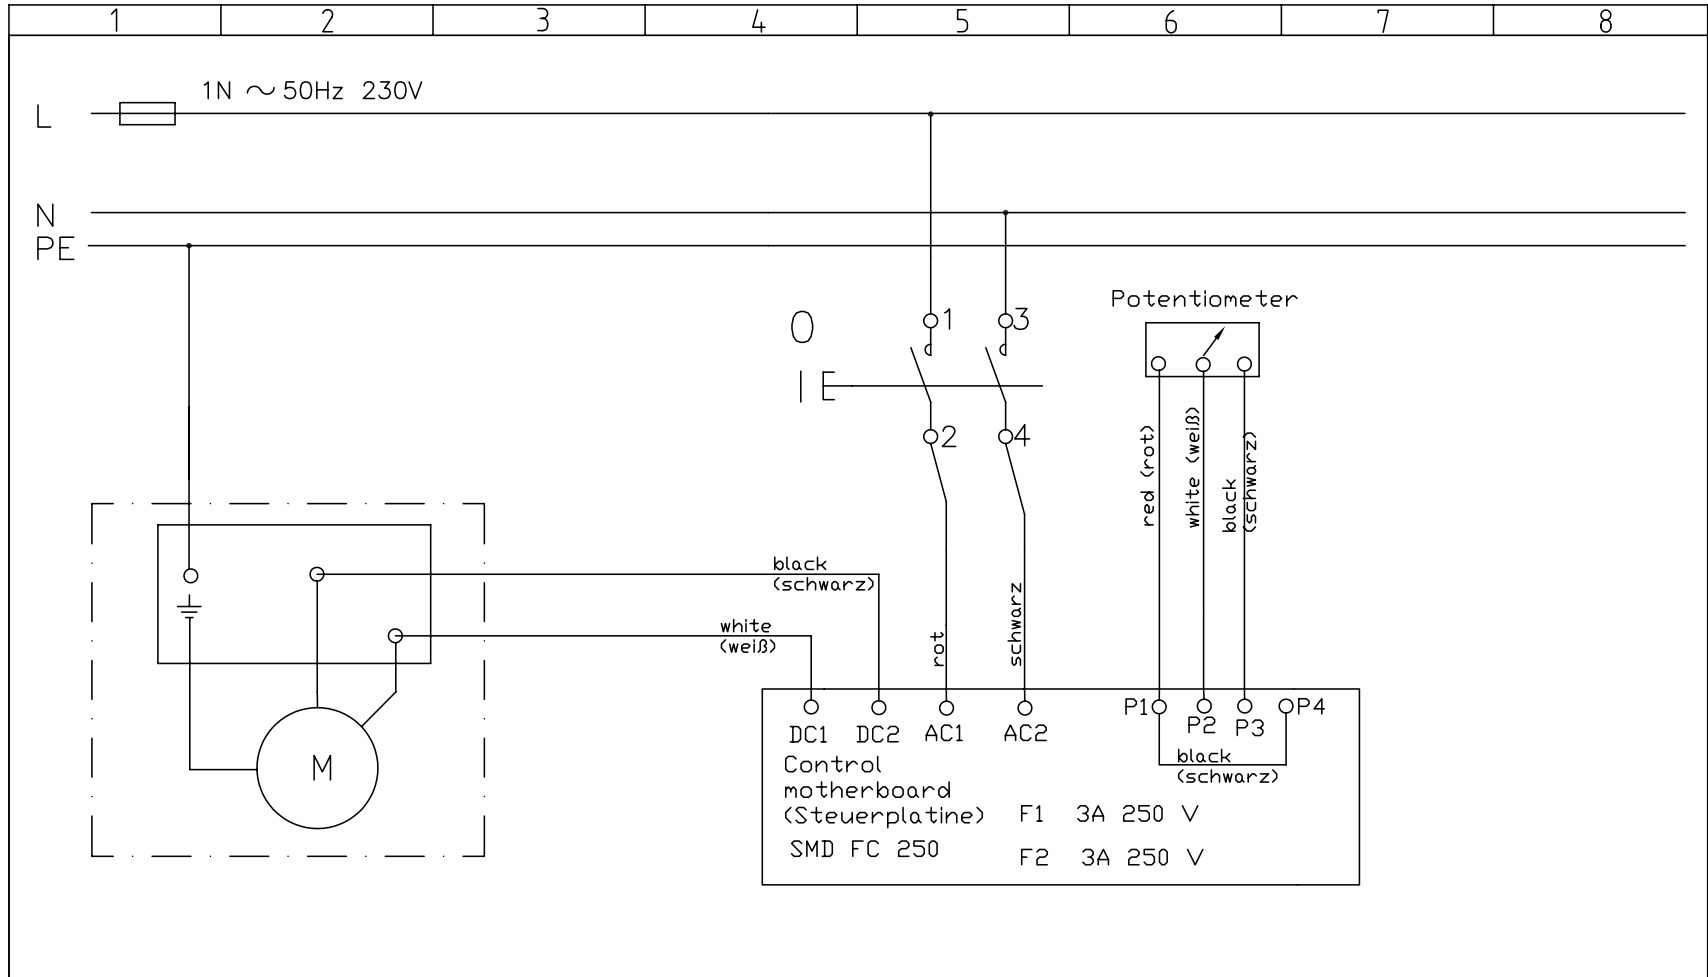 1 2 3 4 5 6 7 8
1N ~ 50Hz 230V
L
N
PE
Potentiometer
0
1
3
I E
2
4
red (rot)
white (weiß)
black
(schwarz)
black
(schwarz)
white
(weiß)
rot
schwarz
M
DC1 DC2 AC1 AC2
P1 P2 P3 P4
black
(schwarz)
Control
motherboard
(Steuerplatine)
SMD FC 250
F1 3A 250 V
F2 3A 250 V